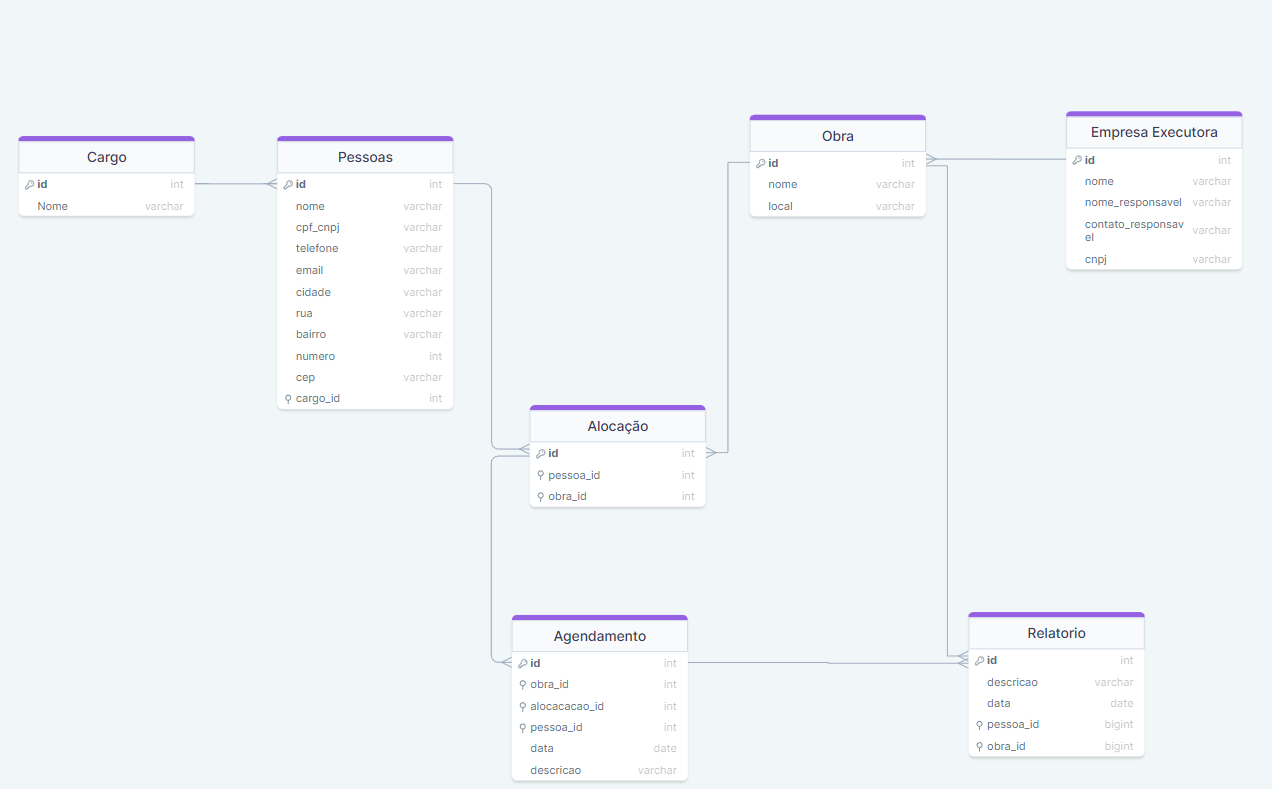 Cargo
id int
Nome varchar
Pessoas
id int
nome varchar
cpf_cnpj varchar
telefone varchar
email varchar
cidade varchar
rua varchar
bairro varchar
numero int
cep varchar
cargo_id int
Obra
id int
nome varchar
local varchar
Empresa Executora
id int
nome varchar
nome_responsavel varchar
contato_responsav varchar
el
cnpj varchar
Alocação
id int
pessoa_id int
obra_id int
Agendamento
id int
obra_id int
alocacacao_id int
pessoa_id int
data date
descricao varchar
Relatorio
id int
descricao varchar
data date
pessoa_id bigint
obra_id bigint